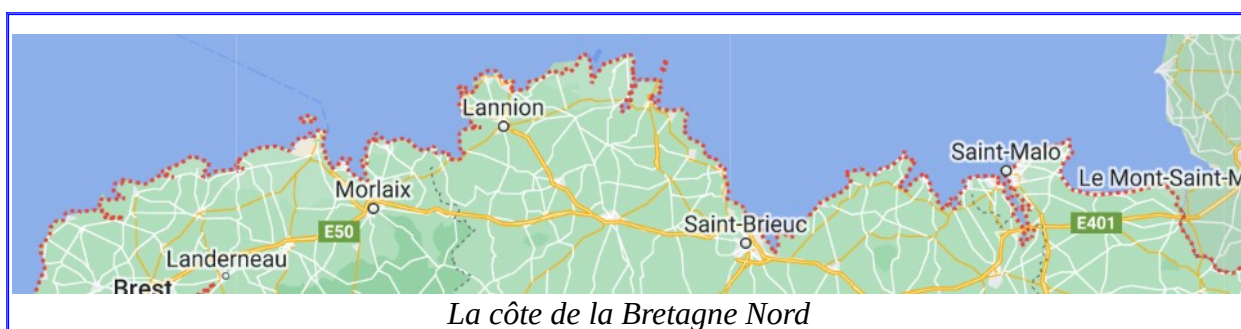 Lannion
Saint-Malo
Le Mont-Saint-M
Morlaix
Saint-Brieuc
E401
E50
Landerneau
Brest
La côte de la Bretagne Nord